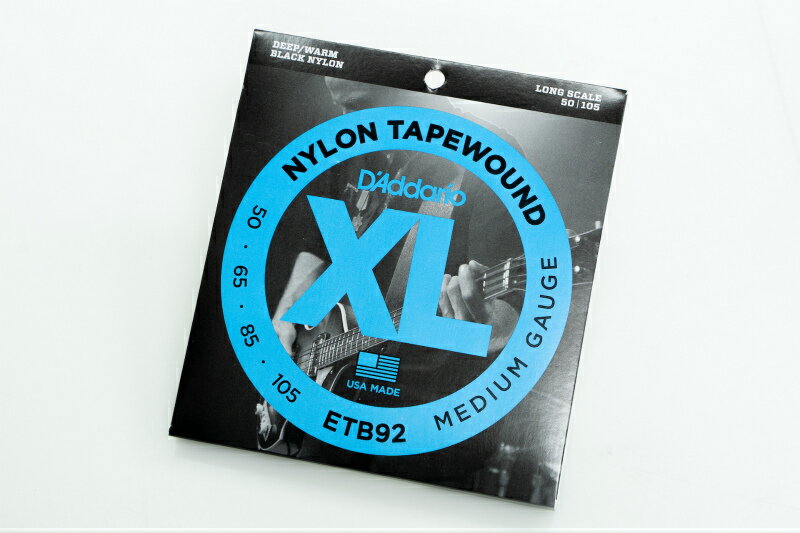 DEEP/WARM
BLACK NYLON
LONG SCALE
50|105
NYLON TAPEWOUND
D'Addario
XL
50 · 65 · 85 · 105
USA MADE
ETB92
MEDIUM GAUGE